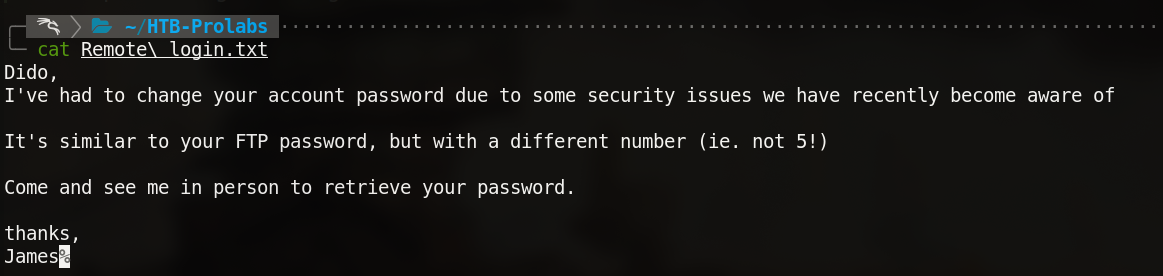 ~/HTB-Prolabs
cat Remote\ login.txt
Dido,
I've had to change your account password due to some security issues we have recently become aware of
It's similar to your FTP password, but with a different number (ie. not 5!)
Come and see me in person to retrieve your password.
thanks,
James%